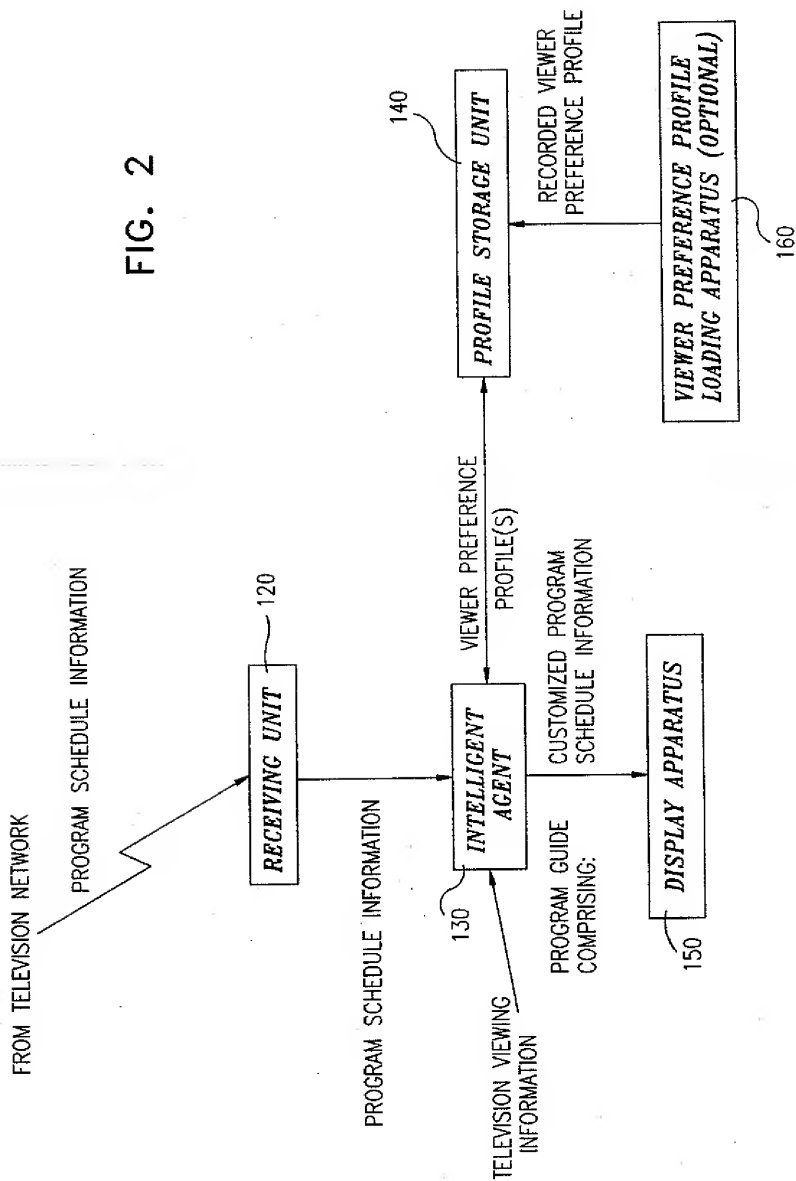 FIG. 2
FROM TELEVISION NETWORK
PROGRAM SCHEDULE INFORMATION
120
RECEIVING UNIT
PROGRAM SCHEDULE INFORMATION
130
INTELLIGENT
AGENT
TELEVISION VIEWING
INFORMATION
VIEWER PREFERENCE
PROFILE(S)
140
PROFILE STORAGE UNIT
RECORDED VIEWER
PREFERENCE PROFILE
PROGRAM GUIDE
COMPRISING:
CUSTOMIZED PROGRAM
SCHEDULE INFORMATION
150
DISPLAY APPARATUS
VIEWER PREFERENCE PROFILE
LOADING APPARATUS (OPTIONAL)
160